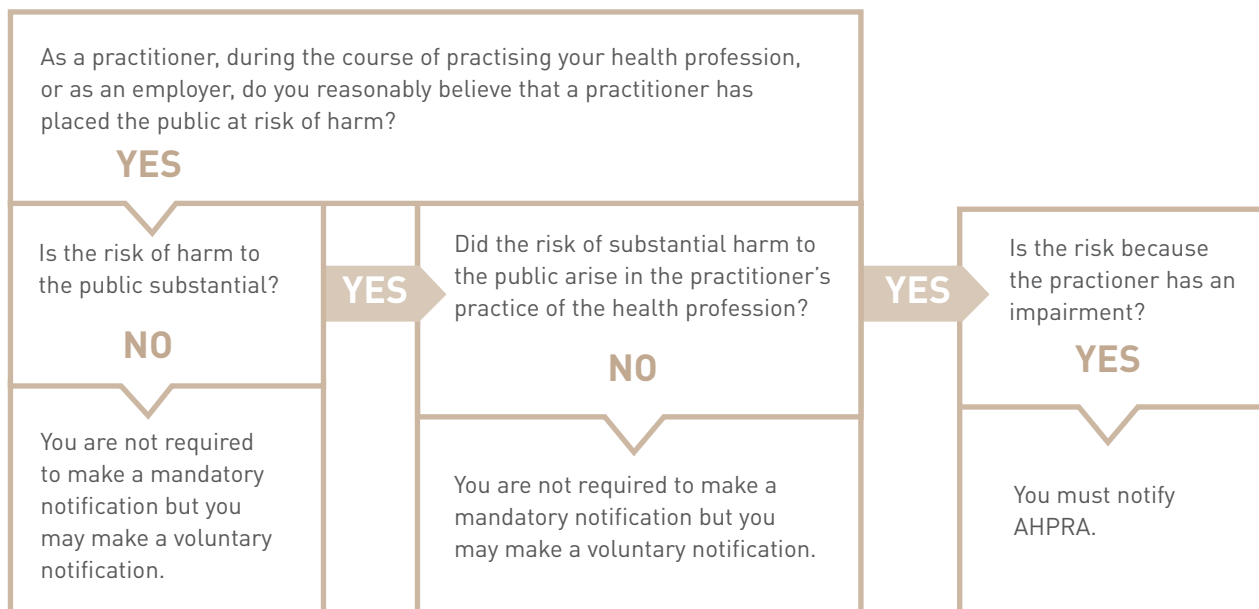 As a practitioner, during the course of practising your health profession,
or as an employer, do you reasonably believe that a practitioner has
placed the public at risk of harm?
YES
Is the risk of harm to
the public substantial?
NO
You are not required
to make a mandatory
notification but you
may make a voluntary
notification.
YES
Did the risk of substantial harm to
the public arise in the practitioner’s
practice of the health profession?
NO
You are not required to make a
mandatory notification but you
may make a voluntary notification.
YES
Is the risk because
the practioner has an
impairment?
YES
You must notify
AHPRA.